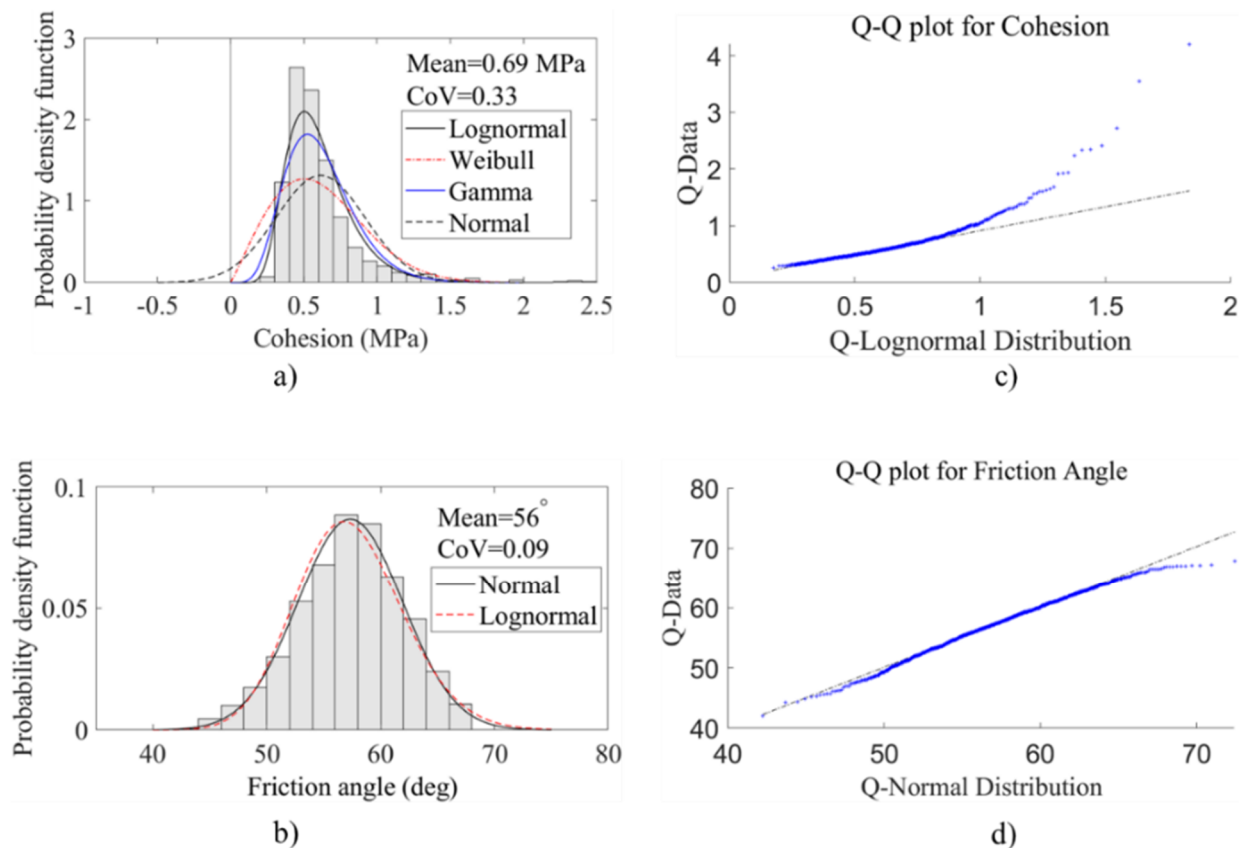 Probability density function
3
2
1
0
Mean=0.69 MPa
CoV=0.33
Lognormal
Weibull
Gamma
Normal
-1 -0.5 0 0.5 1 1.5 2 2.5
Cohesion (MPa)
a)
Q-Q plot for Cohesion
Q-Data
4
3
2
1
0
0 0.5 1 1.5 2
Q-Lognormal Distribution
c)
Probability density function
0.1
0.05
0
Mean=56°
CoV=0.09
Normal
Lognormal
40 50 60 70 80
Friction angle (deg)
b)
Q-Q plot for Friction Angle
Q-Data
80
70
60
50
40
40 50 60 70
Q-Normal Distribution
d)